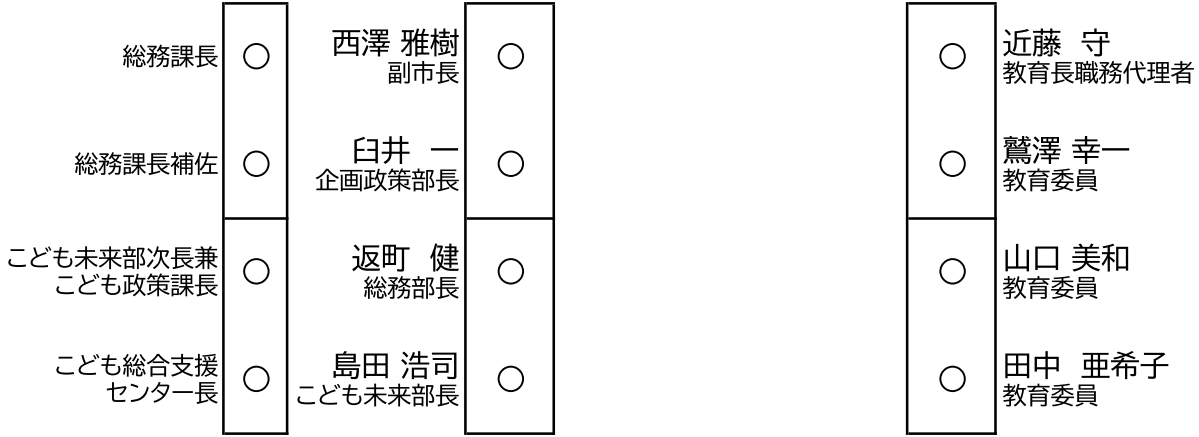 総務課長
総務課長補佐
こども未来部次長兼
こども政策課長
こども総合支援
センター長
西澤 雅樹
副市長
臼井 一
企画政策部長
返町 健
総務部長
島田 浩司
こども未来部長
近藤 守
教育長職務代理者
鷲澤 幸一
教育委員
山口 美和
教育委員
田中 亜希子
教育委員